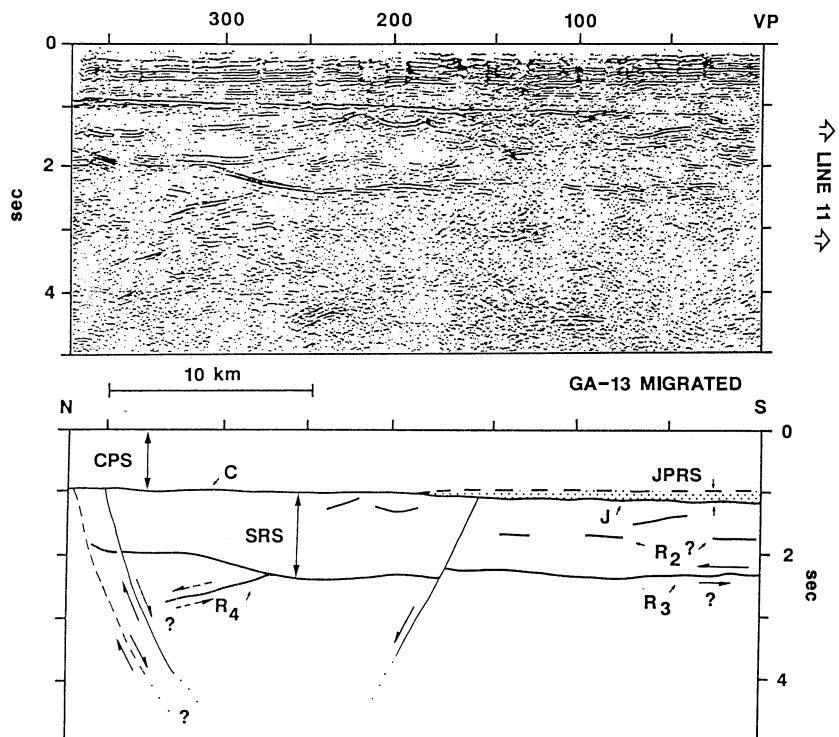 300 200 100 VP
0
2
4
sec
⇧ LINE 11 ⇧
10 km
GA-13 MIGRATED
N S
0
CPS
C
JPRS
J
SRS
R2 ?
2
sec
R4
?
R3 ?
4
?